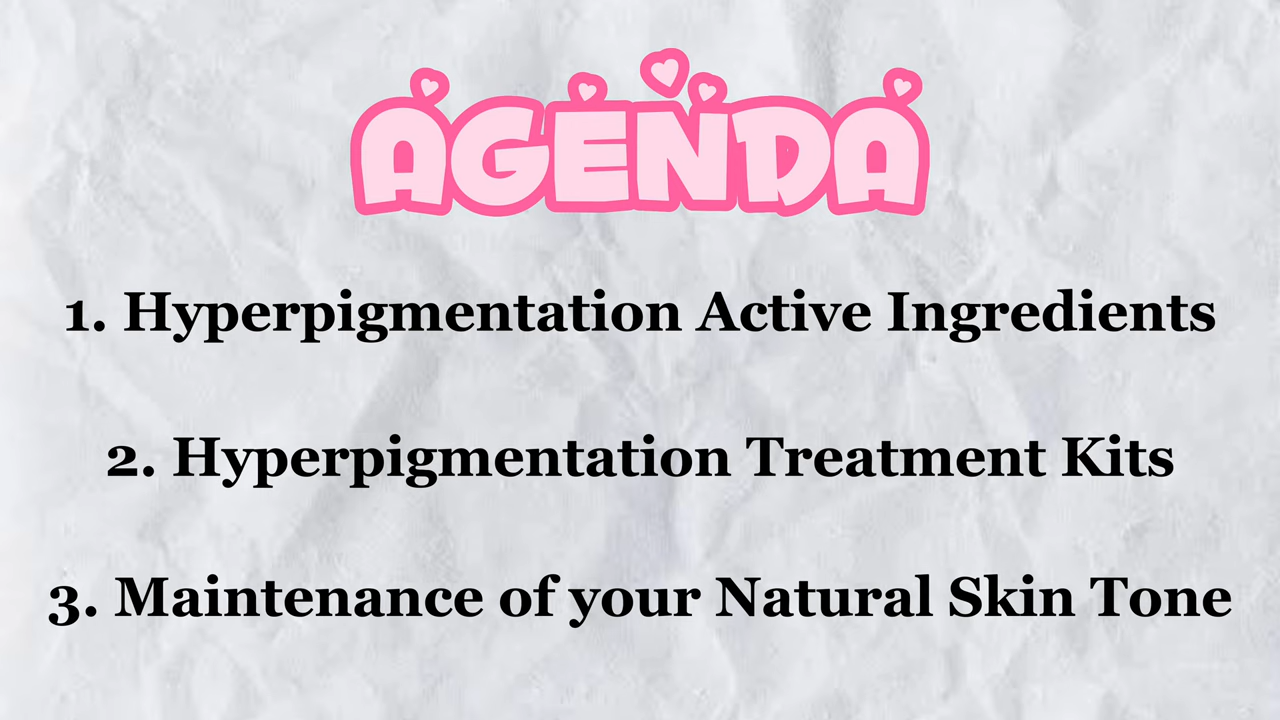 AGENDA
1. Hyperpigmentation Active Ingredients
2. Hyperpigmentation Treatment Kits
3. Maintenance of your Natural Skin Tone